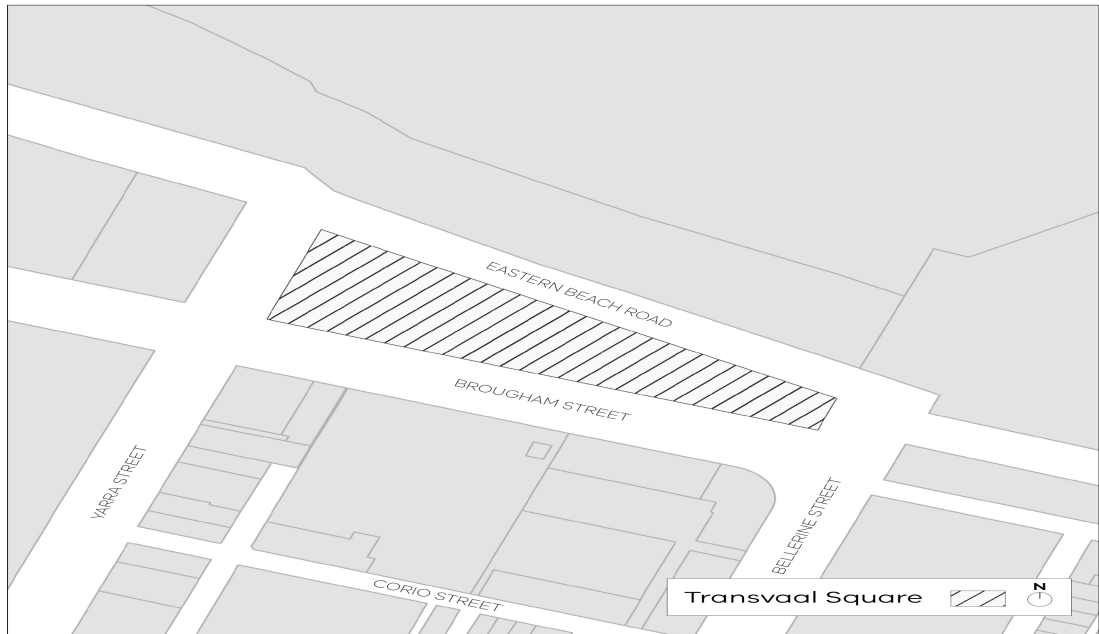 EASTERN BEACH ROAD
BROUGHAM STREET
YARRA STREET
BELLERINE STREET
CORIO STREET
Transvaal Square
N